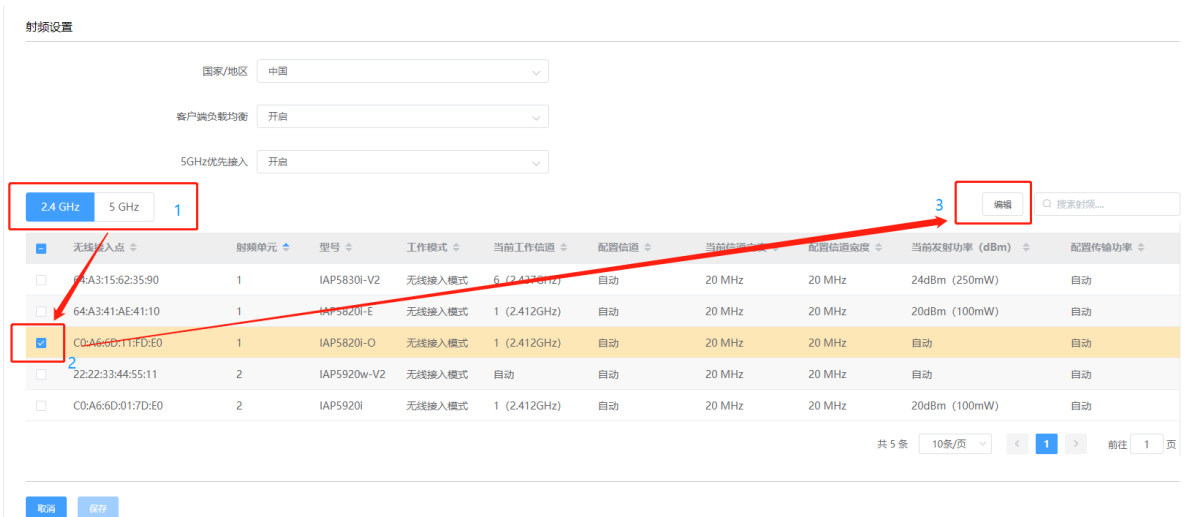 射频设置
国家/地区 中国
客户端负载均衡 开启
5GHz优先接入 开启
2.4 GHz 5 GHz 1 3 编辑 搜索射频....
无线接入点 射频单元 型号 工作模式 当前工作信道 配置信道 当前信道宽度 配置信道宽度 当前发射功率（dBm） 配置传输功率
64:A3:15:62:35:90 1 IAP5830i-V2 无线接入模式 6（2.437GHz） 自动 20 MHz 20 MHz 24dBm（250mW） 自动
64:A3:41:AE:41:10 1 IAP5820i-E 无线接入模式 1（2.412GHz） 自动 20 MHz 20 MHz 20dBm（100mW） 自动
C0:A6:6D:11:FD:E0 1 IAP5820i-O 无线接入模式 1（2.412GHz） 自动 20 MHz 20 MHz 自动 自动
2
22:22:33:44:55:11 2 IAP5920w-V2 无线接入模式 自动 自动 20 MHz 20 MHz 自动 自动
C0:A6:6D:01:7D:E0 2 IAP5920i 无线接入模式 1（2.412GHz） 自动 20 MHz 20 MHz 20dBm（100mW） 自动
共 5 条 10条/页 1 前往 1 页
取消 保存